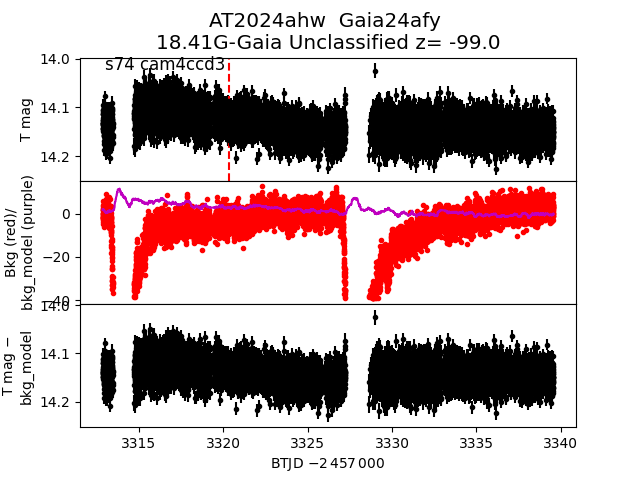 AT2024ahw  Gaia24afy
18.41G-Gaia Unclassified z= -99.0
s74 cam4ccd3
14.0
14.1
14.2
T mag
0
−20
−40
Bkg (red)/
bkg_model (purple)
14.0
14.1
14.2
T mag −
bkg_model
3315 3320 3325 3330 3335 3340
BTJD −2 457 000